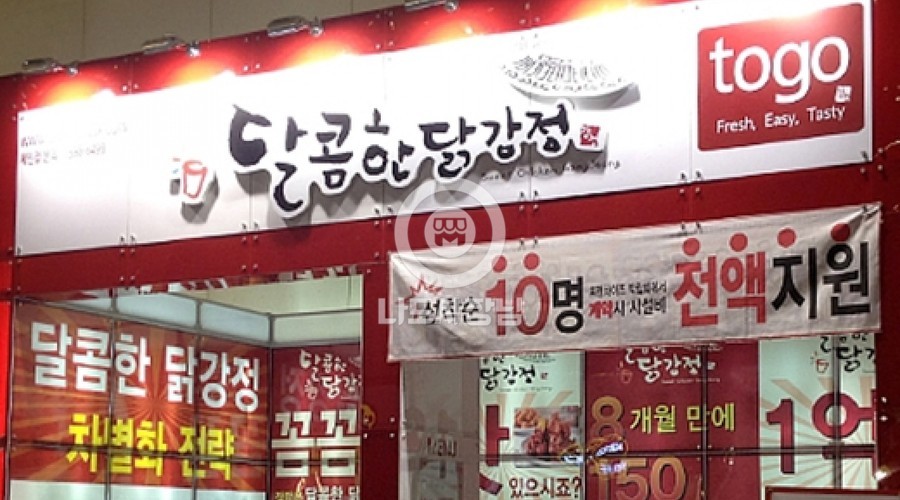 달콤한닭강정
togo
Fresh, Easy, Tasty
선착순 10명
계약시 시설비
전액지원
달콤한 닭강정
차별화 전략
달콤한
닭강정
꼼꼼
달콤한
닭강정
8 개월 만에
150
1억
있으시죠?